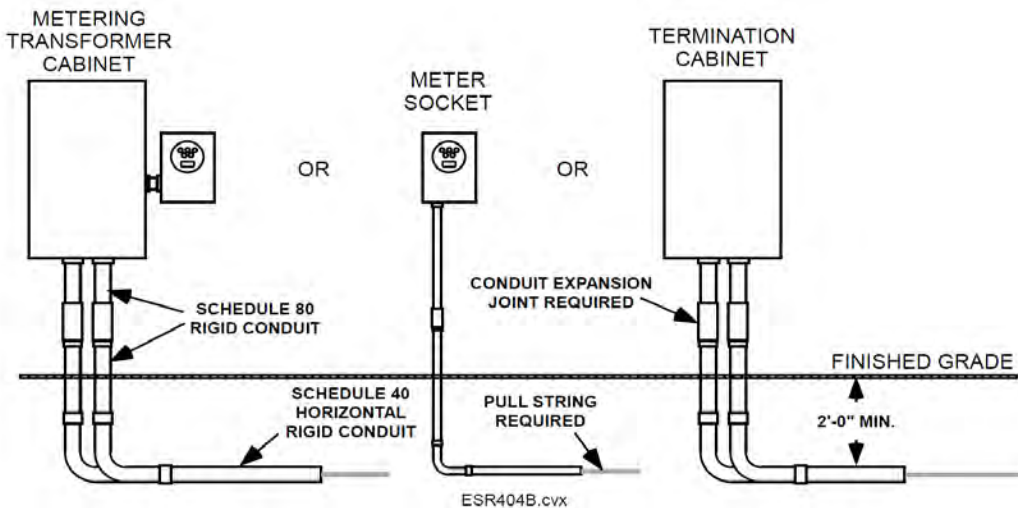 METERING
TRANSFORMER
CABINET
METER
SOCKET
TERMINATION
CABINET
OR
OR
SCHEDULE 80
RIGID CONDUIT
CONDUIT EXPANSION
JOINT REQUIRED
FINISHED GRADE
SCHEDULE 40
HORIZONTAL
RIGID CONDUIT
PULL STRING
REQUIRED
2'-0" MIN.
ESR404B.cvx